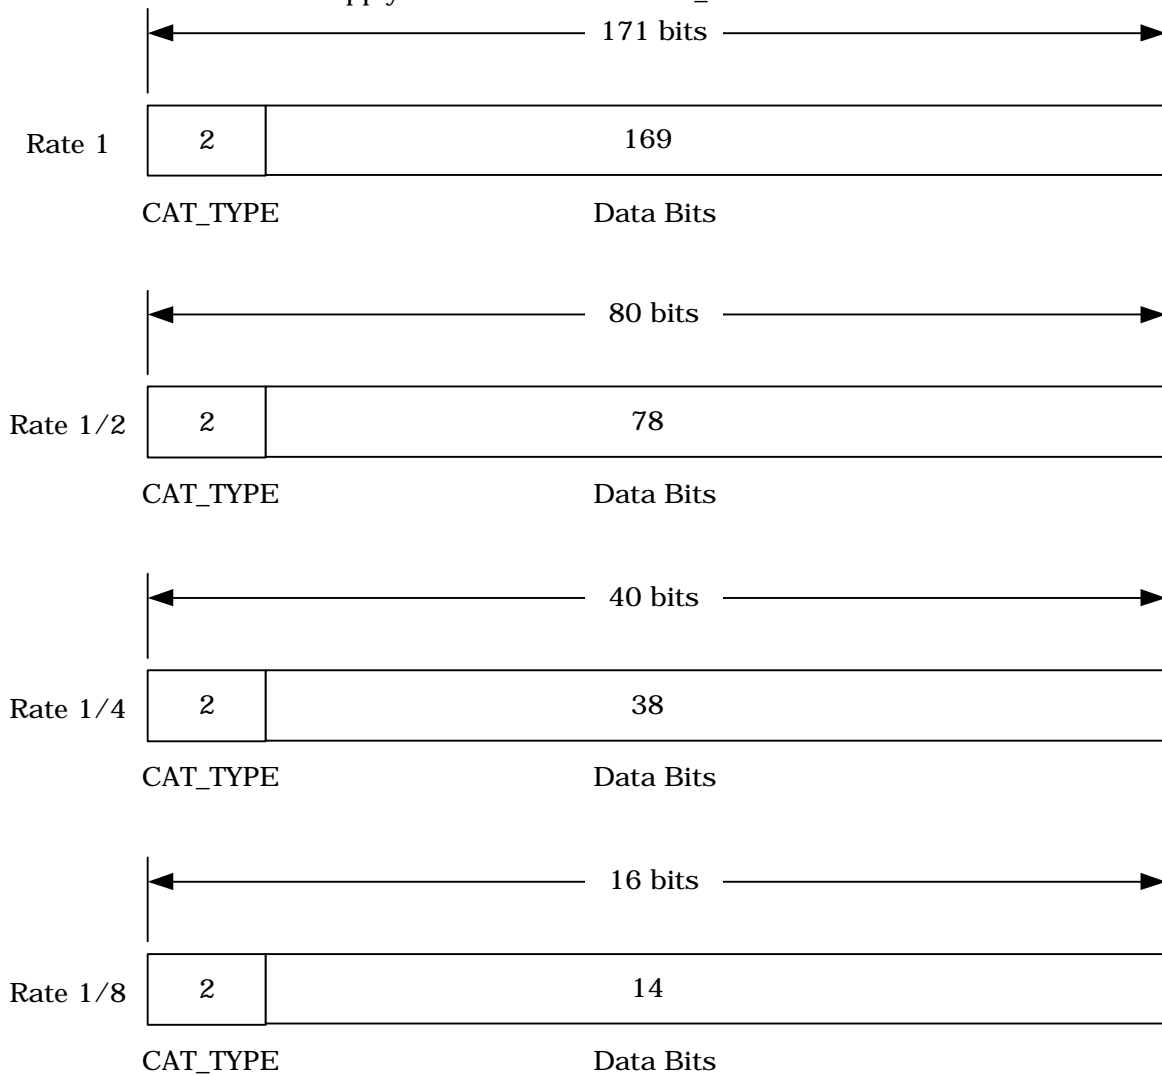 171 bits
Rate 1 2 169
CAT_TYPE Data Bits
80 bits
Rate 1/2 2 78
CAT_TYPE Data Bits
40 bits
Rate 1/4 2 38
CAT_TYPE Data Bits
16 bits
Rate 1/8 2 14
CAT_TYPE Data Bits